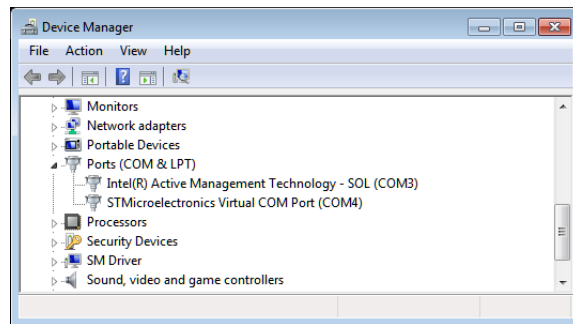 Device Manager
File Action View Help
Monitors
Network adapters
Portable Devices
Ports (COM & LPT)
Intel(R) Active Management Technology - SOL (COM3)
STMicroelectronics Virtual COM Port (COM4)
Processors
Security Devices
SM Driver
Sound, video and game controllers